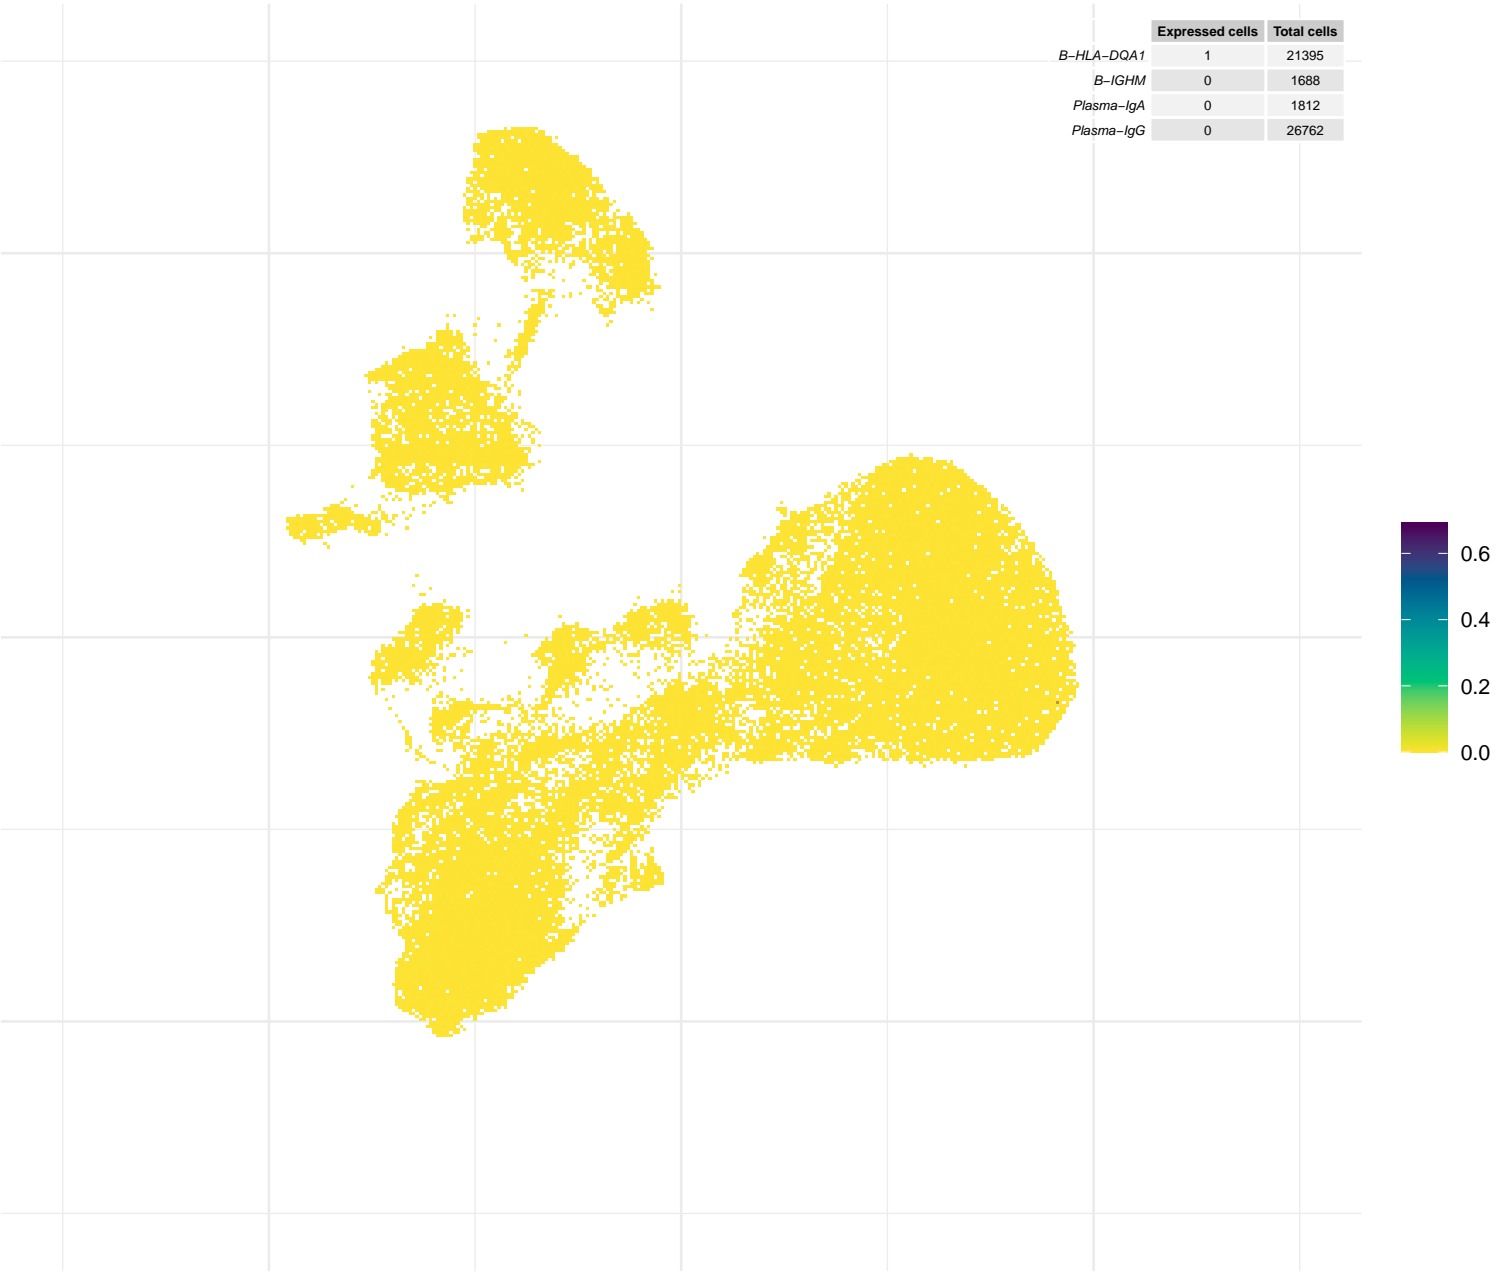 Expressed cells Total cells
B−HLA−DQA1 1 21395
B−IGHM 0 1688
Plasma−IgA 0 1812
Plasma−IgG 0 26762
0.6
0.4
0.2
0.0